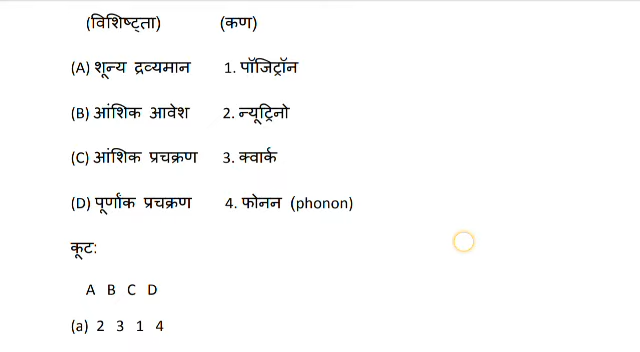 (विशिष्ट्ता) (कण)
(A) शून्य द्रव्यमान 1. पॉजिट्रॉन
(B) आंशिक आवेश 2. न्यूट्रिनो
(C) आंशिक प्रचक्रण 3. क्वार्क
(D) पूर्णांक प्रचक्रण 4. फोनन (phonon)
कूट:
A B C D
(a) 2 3 1 4